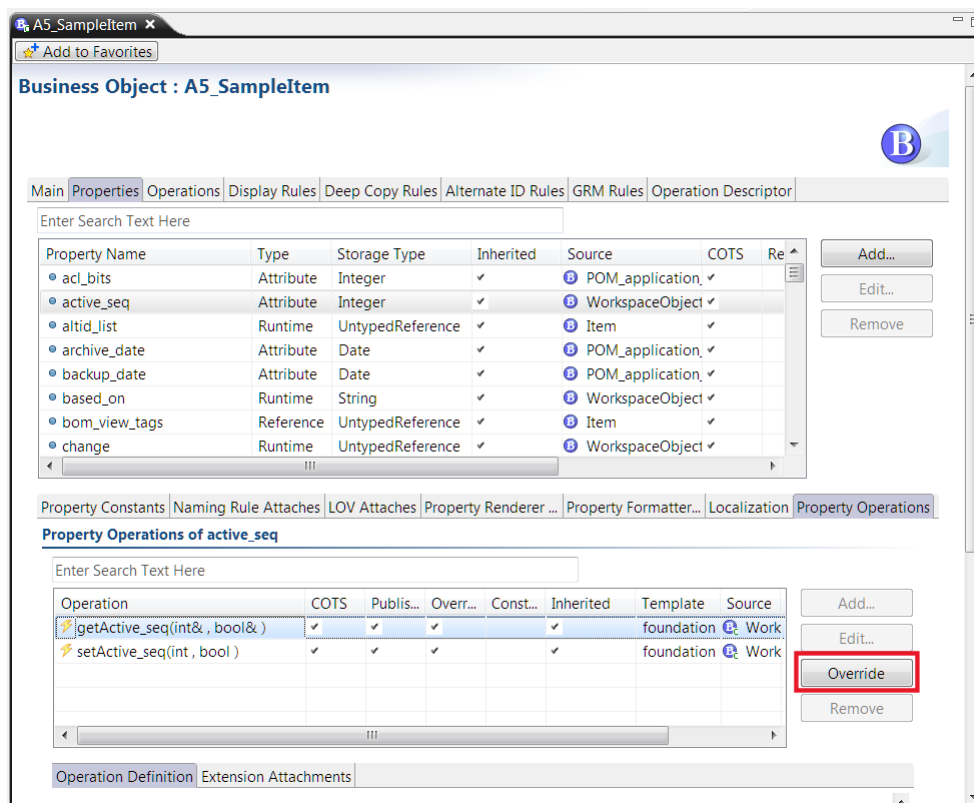 A5_SampleItem
Add to Favorites
Business Object : A5_SampleItem
B
Main Properties Operations Display Rules Deep Copy Rules Alternate ID Rules GRM Rules Operation Descriptor
Enter Search Text Here
Property Name Type Storage Type Inherited Source COTS Re
acl_bits Attribute Integer POM_application_
active_seq Attribute Integer WorkspaceObject
altid_list Runtime UntypedReference Item
archive_date Attribute Date POM_application_
backup_date Attribute Date POM_application_
based_on Runtime String WorkspaceObject
bom_view_tags Reference UntypedReference Item
change Runtime UntypedReference WorkspaceObject
Add...
Edit...
Remove
Property Constants Naming Rule Attaches LOV Attaches Property Renderer ... Property Formatter... Localization Property Operations
Property Operations of active_seq
Enter Search Text Here
Operation COTS Publis... Overr... Const... Inherited Template Source
getActive_seq(int& , bool& ) foundation Work
setActive_seq(int , bool ) foundation Work
Add...
Edit...
Override
Remove
Operation Definition Extension Attachments